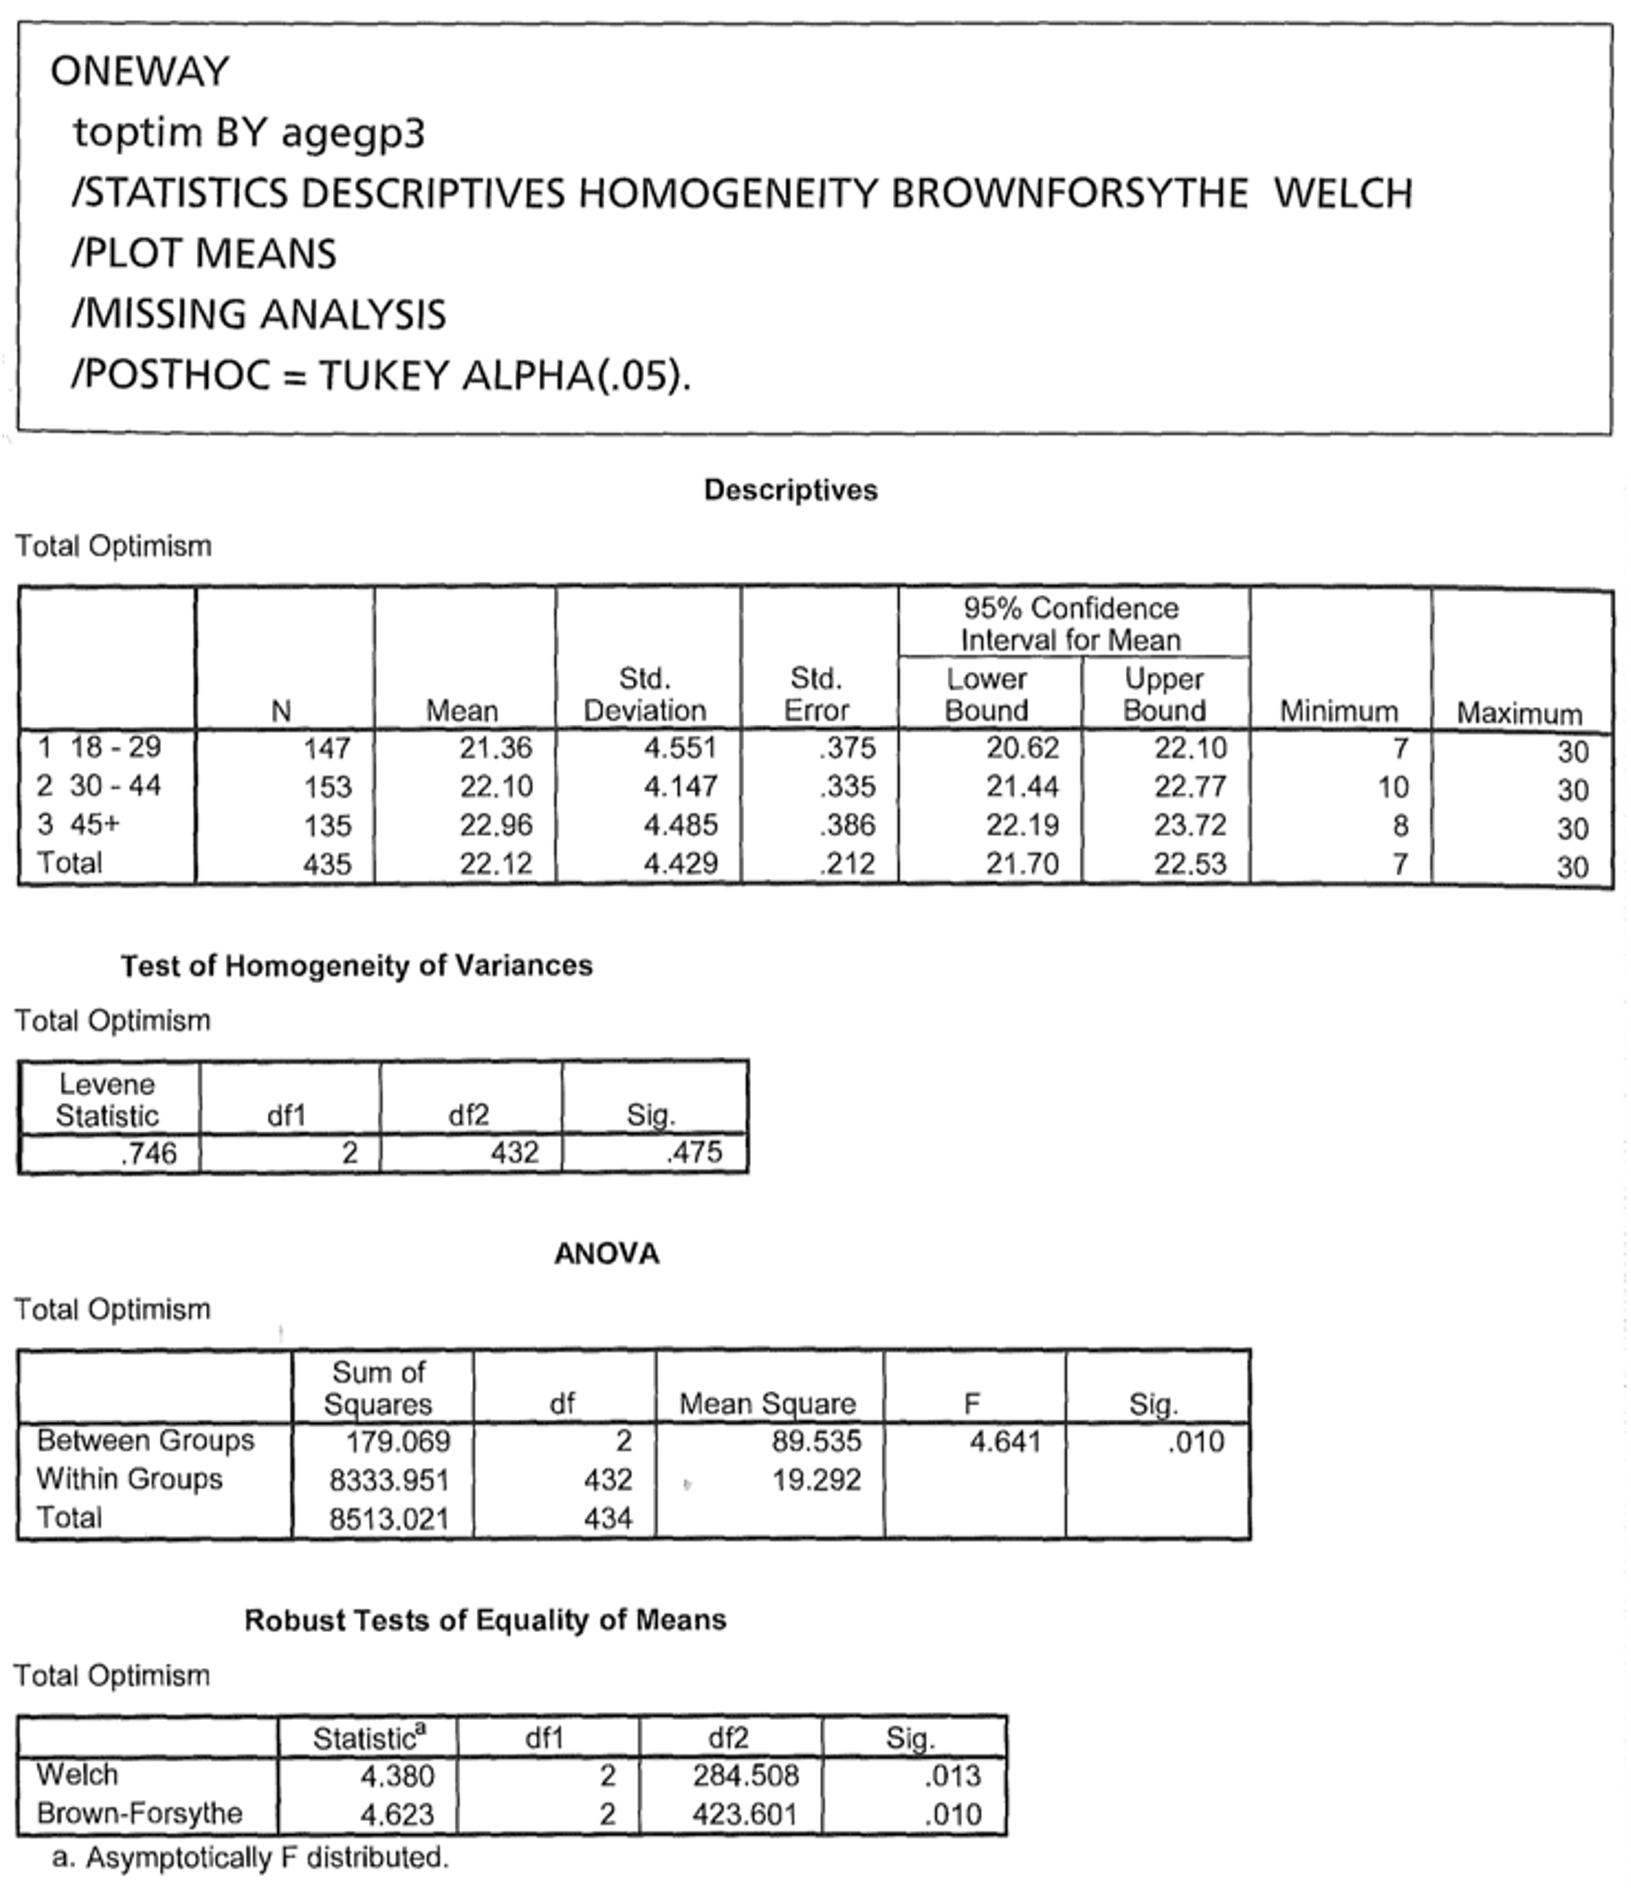 ONEWAY
toptim BY agegp3
/STATISTICS DESCRIPTIVES HOMOGENEITY BROWNFORSYTHE WELCH
/PLOT MEANS
/MISSING ANALYSIS
/POSTHOC = TUKEY ALPHA(.05).
Descriptives
Total Optimism
95% Confidence
Interval for Mean
Std. Std. Lower Upper
N Mean Deviation Error Bound Bound Minimum Maximum
1 18 - 29 147 21.36 4.551 .375 20.62 22.10 7 30
2 30 - 44 153 22.10 4.147 .335 21.44 22.77 10 30
3 45+ 135 22.96 4.485 .386 22.19 23.72 8 30
Total 435 22.12 4.429 .212 21.70 22.53 7 30
Test of Homogeneity of Variances
Total Optimism
Levene
Statistic df1 df2 Sig.
.746 2 432 .475
ANOVA
Total Optimism
Sum of
Squares df Mean Square F Sig.
Between Groups 179.069 2 89.535 4.641 .010
Within Groups 8333.951 432 19.292
Total 8513.021 434
Robust Tests of Equality of Means
Total Optimism
Statistic^a df1 df2 Sig.
Welch 4.380 2 284.508 .013
Brown-Forsythe 4.623 2 423.601 .010
a. Asymptotically F distributed.